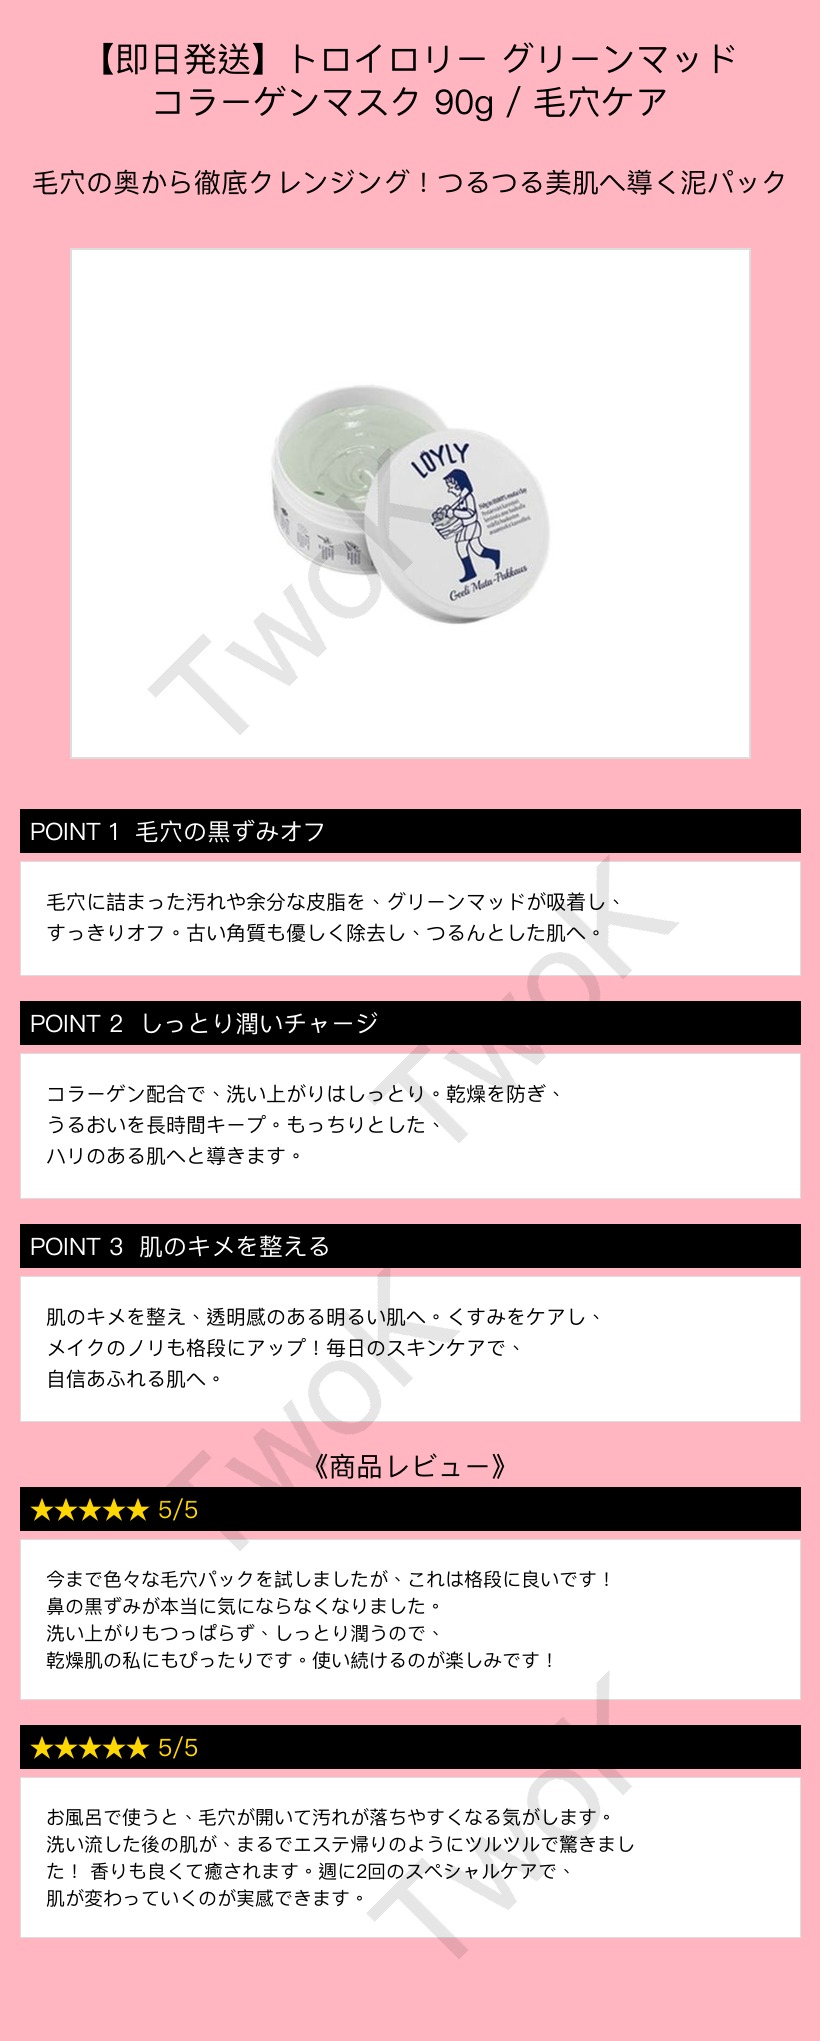 【即日発送】トロイロリー グリーンマッド
コラーゲンマスク 90g / 毛穴ケア
毛穴の奥から徹底クレンジング！つるつる美肌へ導く泥パック
LÖYLY
Geeli Muta-Pakkaus
TwoK
POINT 1 毛穴の黒ずみオフ
毛穴に詰まった汚れや余分な皮脂を、グリーンマッドが吸着し、
すっきりオフ。古い角質も優しく除去し、つるんとした肌へ。
TwoK
POINT 2 しっとり潤いチャージ
コラーゲン配合で、洗い上がりはしっとり。乾燥を防ぎ、
うるおいを長時間キープ。もっちりとした、
ハリのある肌へと導きます。
POINT 3 肌のキメを整える
肌のキメを整え、透明感のある明るい肌へ。くすみをケアし、
メイクのノリも格段にアップ！毎日のスキンケアで、
自信あふれる肌へ。
TwoK
《商品レビュー》
★★★★★ 5/5
今まで色々な毛穴パックを試しましたが、これは格段に良いです！
鼻の黒ずみが本当に気にならなくなりました。
洗い上がりもつっぱらず、しっとり潤うので、
乾燥肌の私にもぴったりです。使い続けるのが楽しみです！
★★★★★ 5/5
お風呂で使うと、毛穴が開いて汚れが落ちやすくなる気がします。
洗い流した後の肌が、まるでエステ帰りのようにツルツルで驚きまし
た！ 香りも良くて癒されます。週に2回のスペシャルケアで、
肌が変わっていくのが実感できます。
TwoK